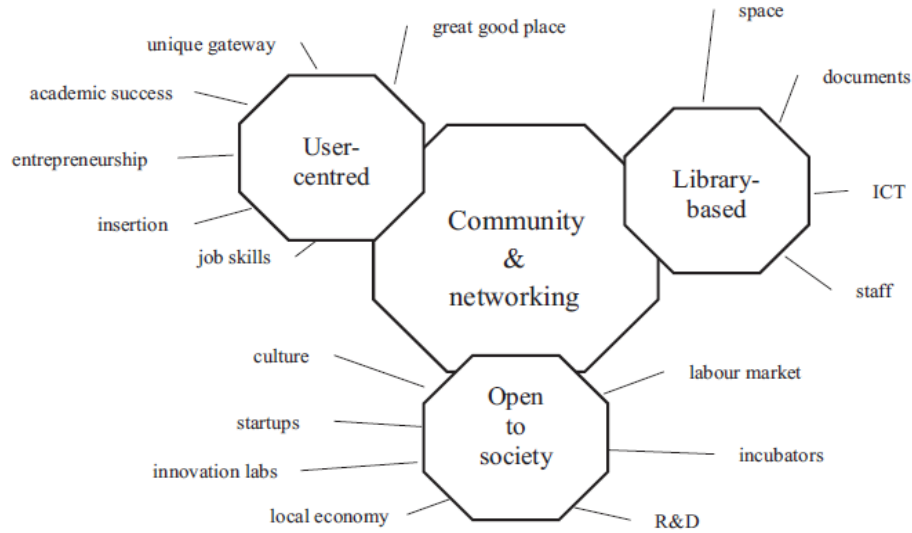 space
great good place
unique gateway
documents
academic success
User-
centred
entrepreneurship
Library-
based
ICT
insertion
Community
&
networking
job skills
staff
culture
labour market
Open
to
society
startups
incubators
innovation labs
local economy
R&D